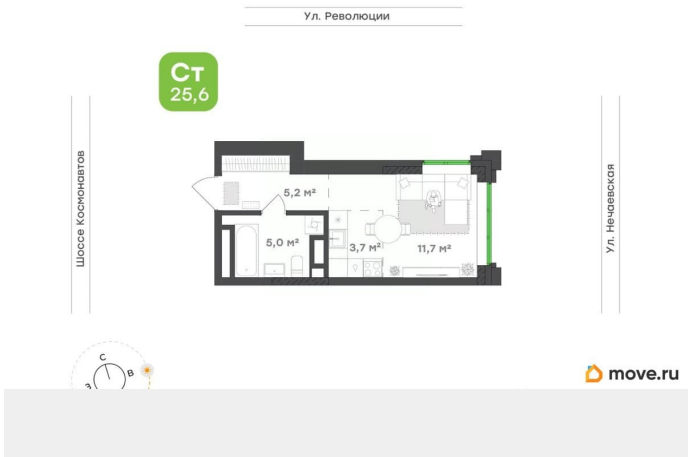 Ул. Революции
Ст
25,6
Шоссе Космонавтов
Ул. Нечаевская
5,2 м²
5,0 м²
3,7 м²
11,7 м²
С
В
З
move.ru